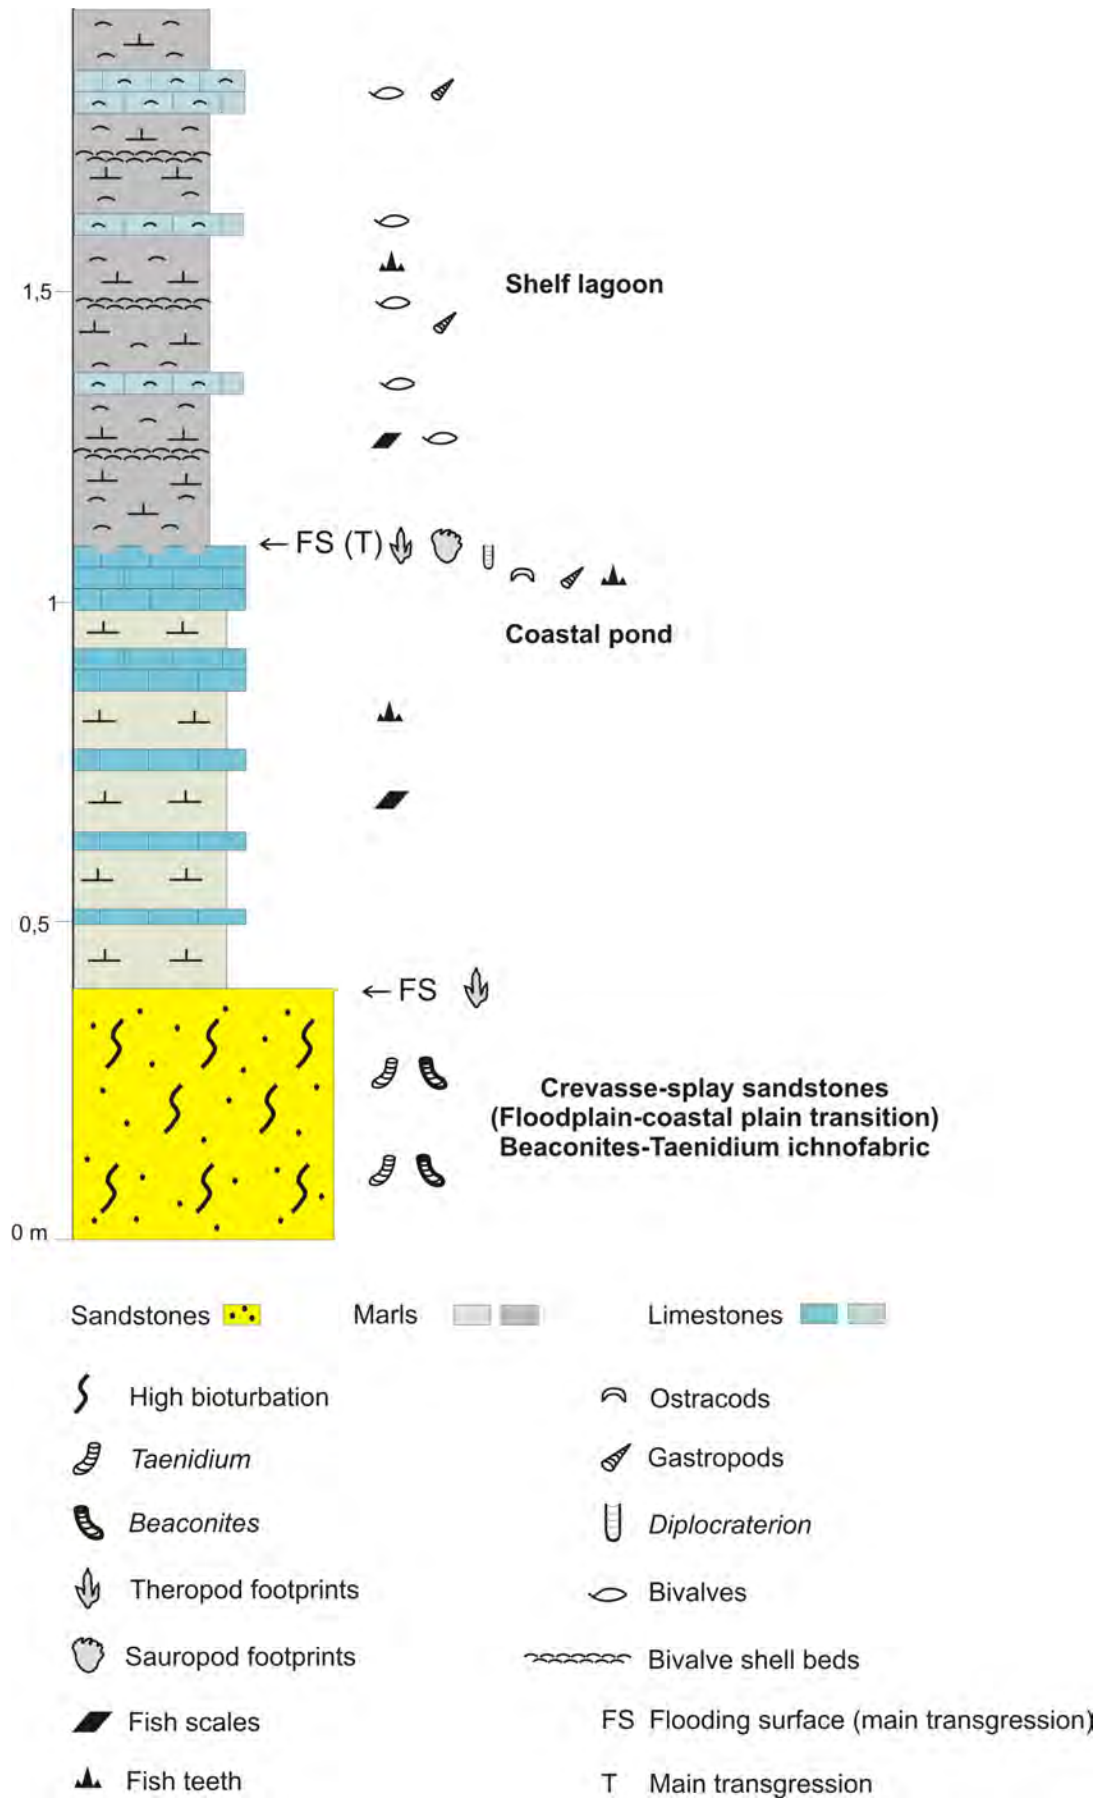 1,5
Shelf lagoon
← FS (T)
1
Coastal pond
0,5
← FS
Crevasse-splay sandstones
(Floodplain-coastal plain transition)
Beaconites-Taenidium ichnofabric
0 m
Sandstones
Marls
Limestones
High bioturbation
Ostracods
Taenidium
Gastropods
Beaconites
Diplocraterion
Theropod footprints
Bivalves
Sauropod footprints
Bivalve shell beds
Fish scales
FS Flooding surface (main transgression)
Fish teeth
T Main transgression